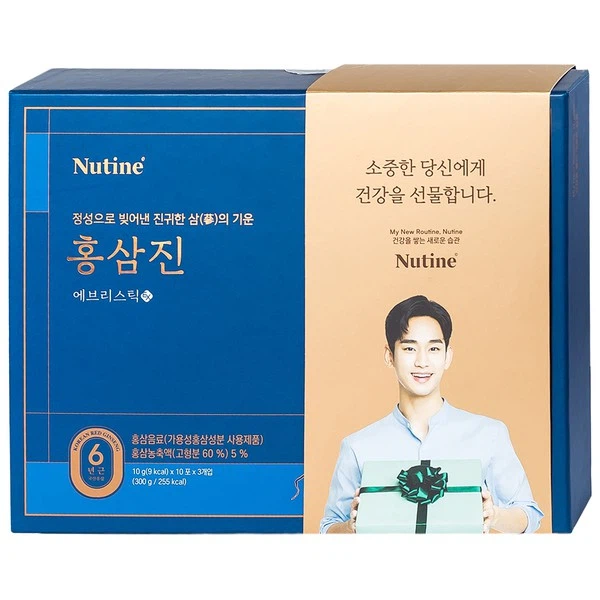 Nutine
정성으로 빚어낸 진귀한 삼(蔘)의 기운
홍삼진
에브리스틱 EX
KOREAN RED GINSENG
6
년근
홍삼음료(가용성홍삼성분 사용제품)
홍삼농축액(고형분 60 %) 5 %
10 g(9 kcal) x 10 포 x 3개입
(300 g / 255 kcal)
소중한 당신에게
건강을 선물합니다.
My New Routine, Nutine
건강을 쌓는 새로운 습관
Nutine